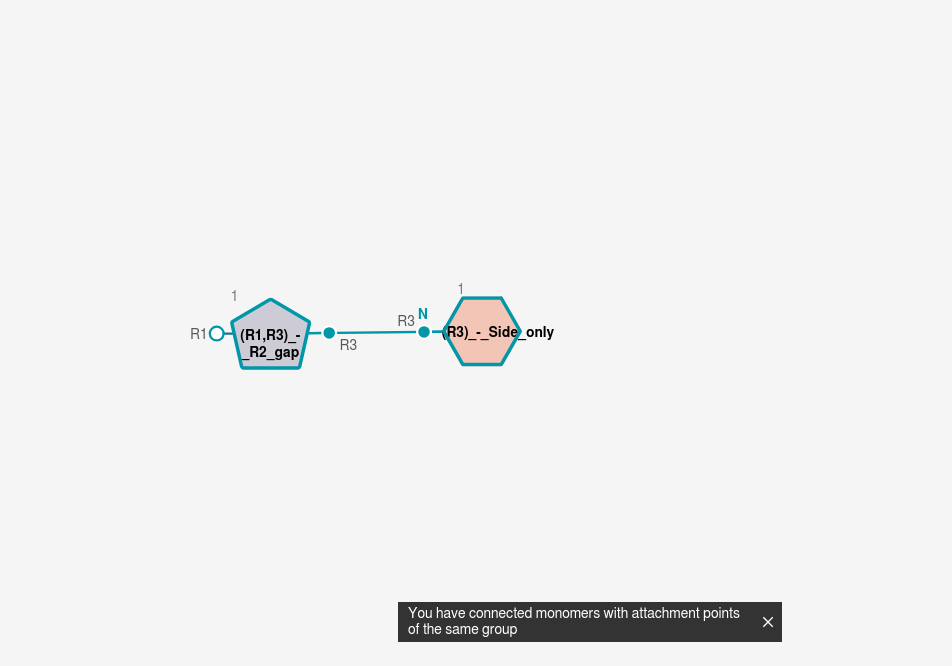 1
1
R1
(R1,R3)_-
_R2_gap
R3
R3
N
(R3)_-_Side_only
You have connected monomers with attachment points
of the same group